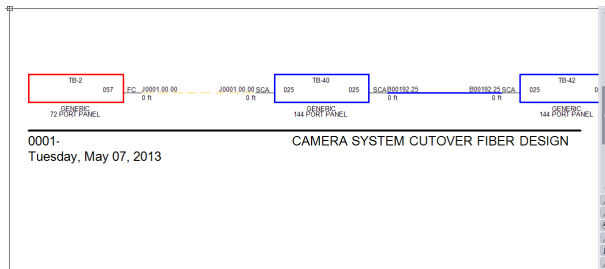 TB-2
057
FC
J0001.00.00
0 ft
GENERIC
72 PORT PANEL
J0001.00.00
SCA
0 ft
TB-40
025
025
GENERIC
144 PORT PANEL
SCA
B00192.25
0 ft
B00192.25
SCA
0 ft
TB-42
025
GENERIC
144 PORT PANEL
0001-
CAMERA SYSTEM CUTOVER FIBER DESIGN
Tuesday, May 07, 2013